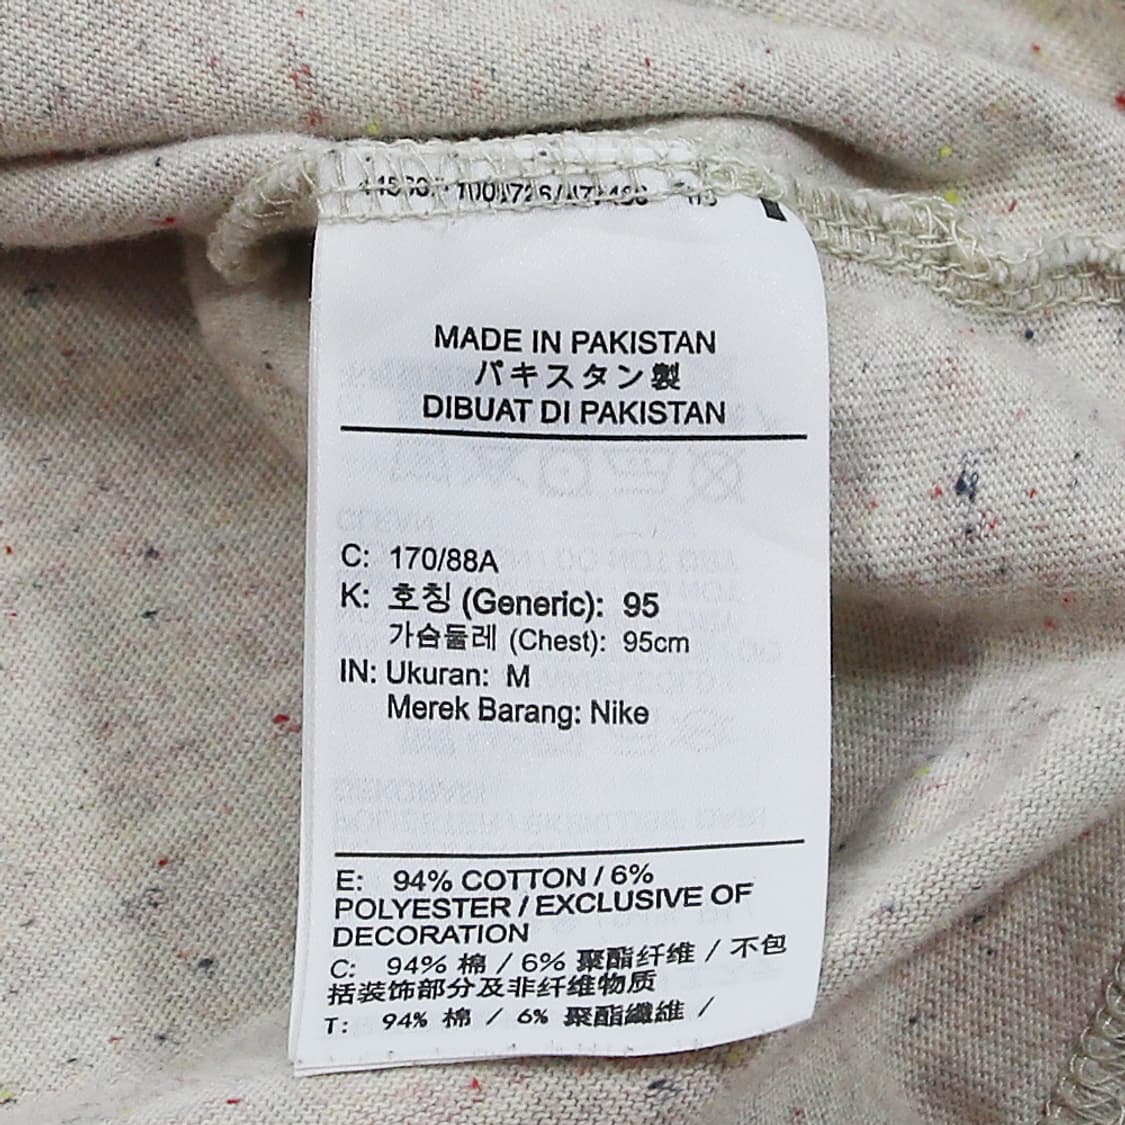 MADE IN PAKISTAN
パキスタン製
DIBUAT DI PAKISTAN
C: 170/88A
K: 호칭 (Generic): 95
가슴둘레 (Chest): 95cm
IN: Ukuran: M
Merek Barang: Nike
E: 94% COTTON / 6%
POLYESTER / EXCLUSIVE OF
DECORATION
C: 94% 棉 / 6% 聚酯纤维 / 不包
括装饰部分及非纤维物质
T: 94% 棉 / 6% 聚酯纖維 /